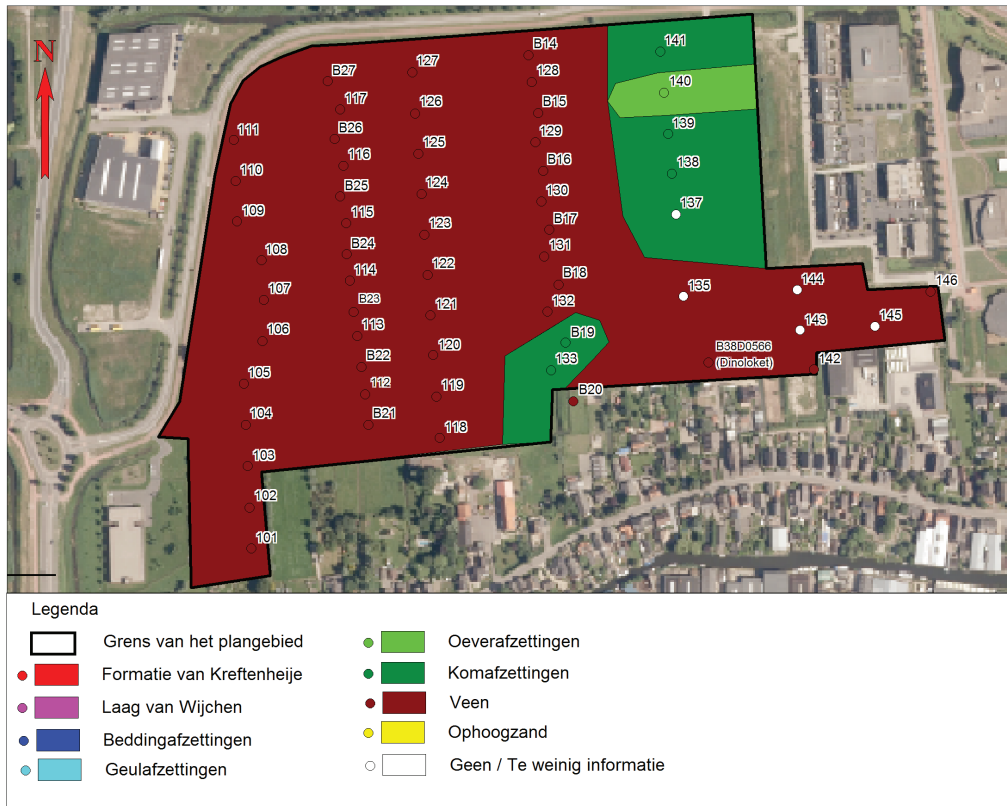 N
B14
141
127
B27
128
140
117
126
B15
139
111
B26
125
129
138
116
B16
110
B25
124
130
137
109
115
123
B17
108
B24
131
114
122
B18
135
144
146
107
B23
121
132
143
145
106
113
B19
B22
120
133
B38D0566
(Dinoloket)
142
105
112
119
B20
104
B21
118
103
102
101
Legenda
Grens van het plangebied
Oeverafzettingen
Formatie van Kreftenheije
Komafzettingen
Laag van Wijchen
Veen
Beddingafzettingen
Ophoogzand
Geulafzettingen
Geen / Te weinig informatie